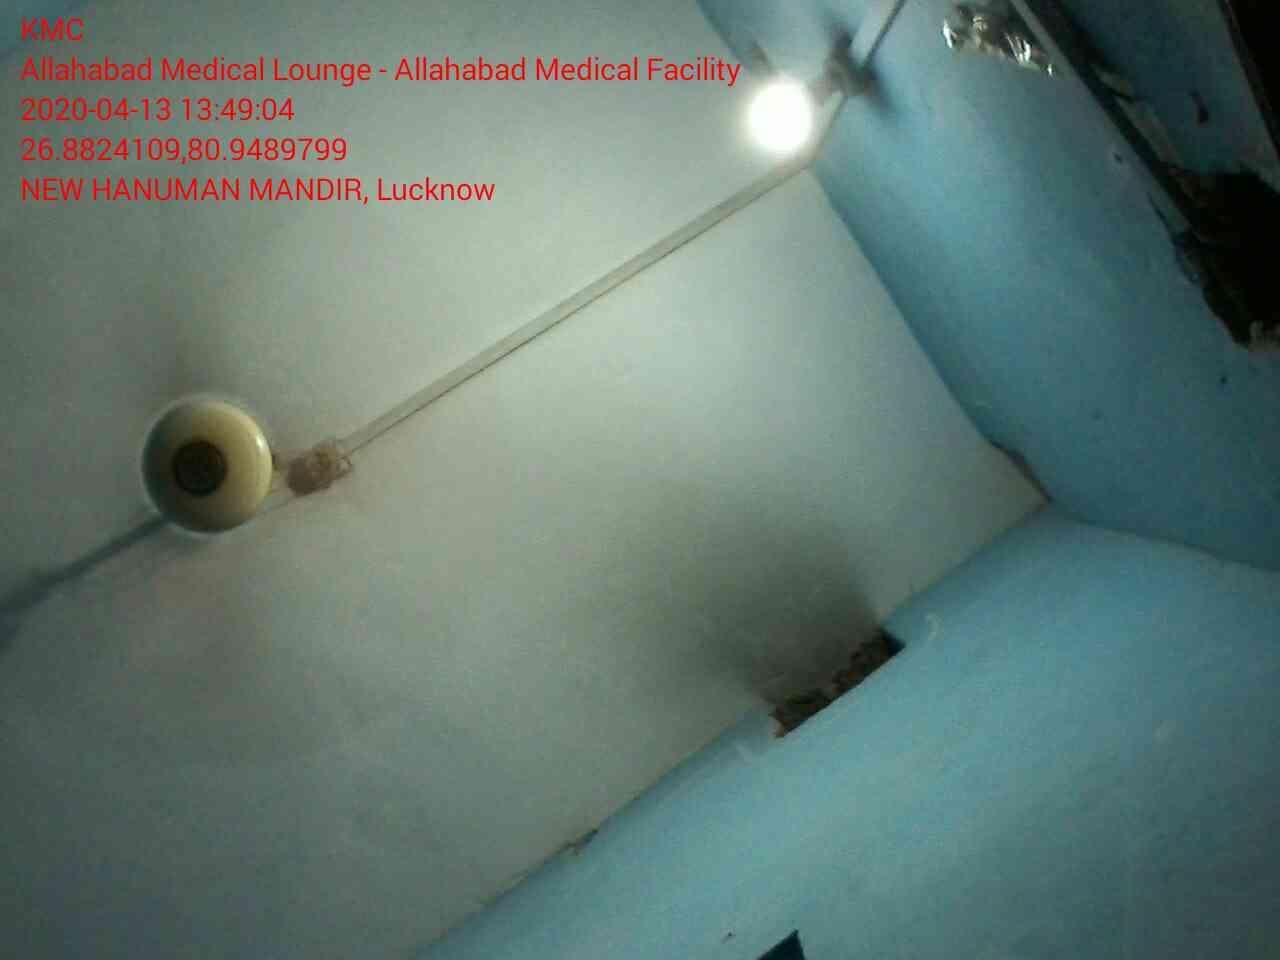 KMC
Allahabad Medical Lounge - Allahabad Medical Facility
2020-04-13 13:49:04
26.8824109,80.9489799
NEW HANUMAN MANDIR, Lucknow